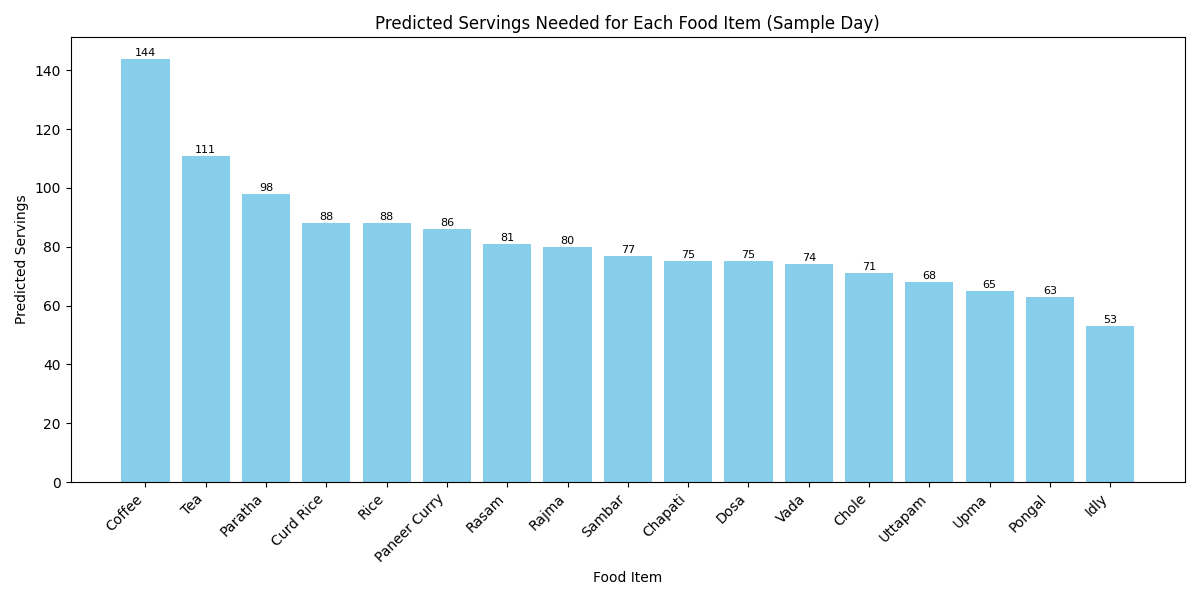 Predicted Servings Needed for Each Food Item (Sample Day)
Predicted Servings
140
120
100
80
60
40
20
0
144
111
98
88
88
86
81
80
77
75
75
74
71
68
65
63
53
Coffee
Tea
Paratha
Curd Rice
Rice
Paneer Curry
Rasam
Rajma
Sambar
Chapati
Dosa
Vada
Chole
Uttapam
Upma
Pongal
Idly
Food Item